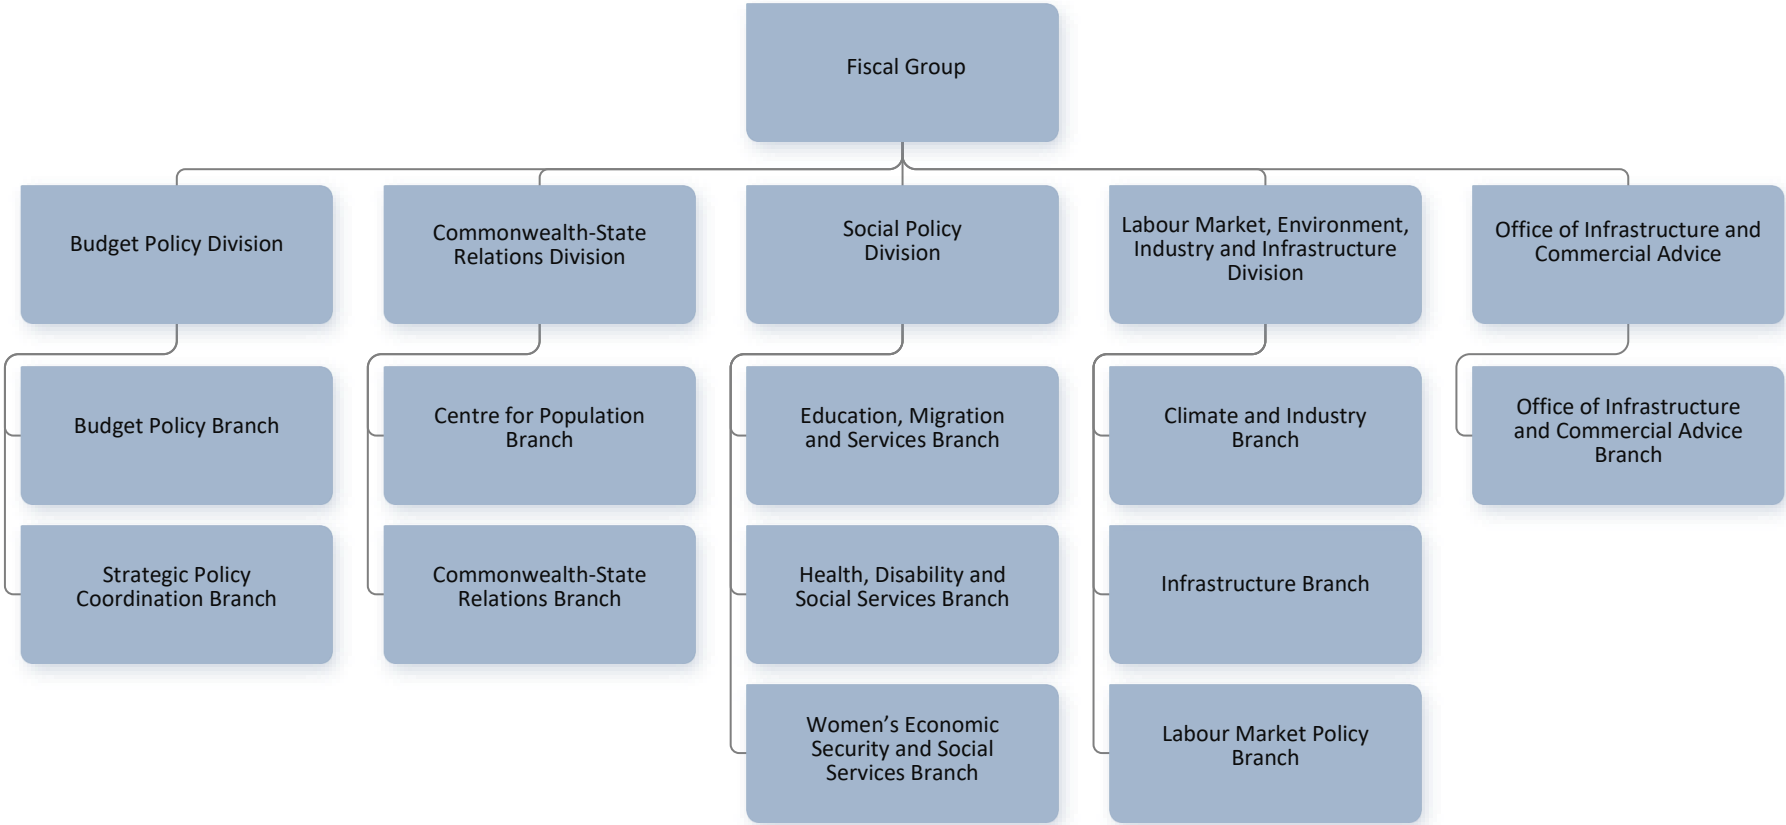 Fiscal Group
Budget Policy Division
Commonwealth-State
Relations Division
Social Policy
Division
Labour Market, Environment,
Industry and Infrastructure
Division
Office of Infrastructure and
Commercial Advice
Budget Policy Branch
Centre for Population
Branch
Education, Migration
and Services Branch
Climate and Industry
Branch
Office of Infrastructure
and Commercial Advice
Branch
Strategic Policy
Coordination Branch
Commonwealth-State
Relations Branch
Health, Disability and
Social Services Branch
Infrastructure Branch
Women’s Economic
Security and Social
Services Branch
Labour Market Policy
Branch